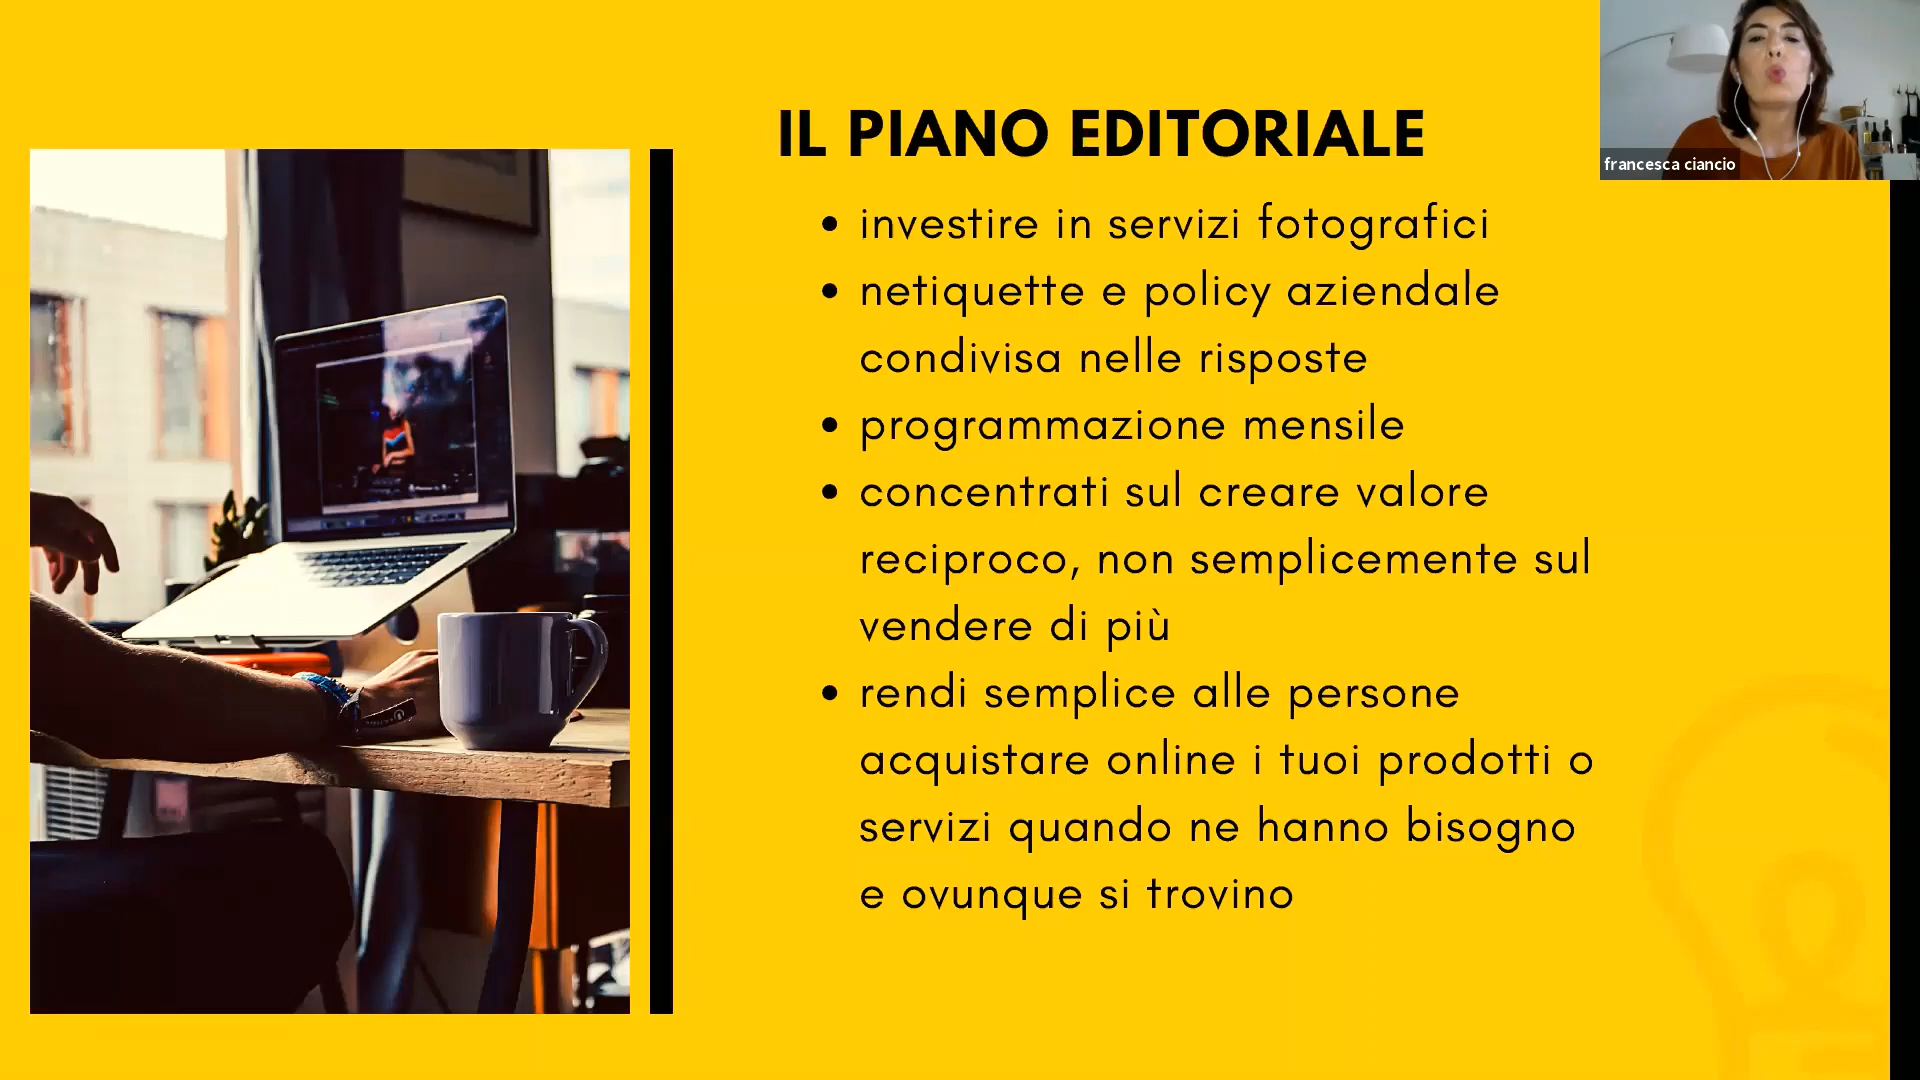 IL PIANO EDITORIALE
francesca ciancio
• investire in servizi fotografici
• netiquette e policy aziendale
condivisa nelle risposte
• programmazione mensile
• concentrati sul creare valore
reciproco, non semplicemente sul
vendere di più
• rendi semplice alle persone
acquistare online i tuoi prodotti o
servizi quando ne hanno bisogno
e ovunque si trovino